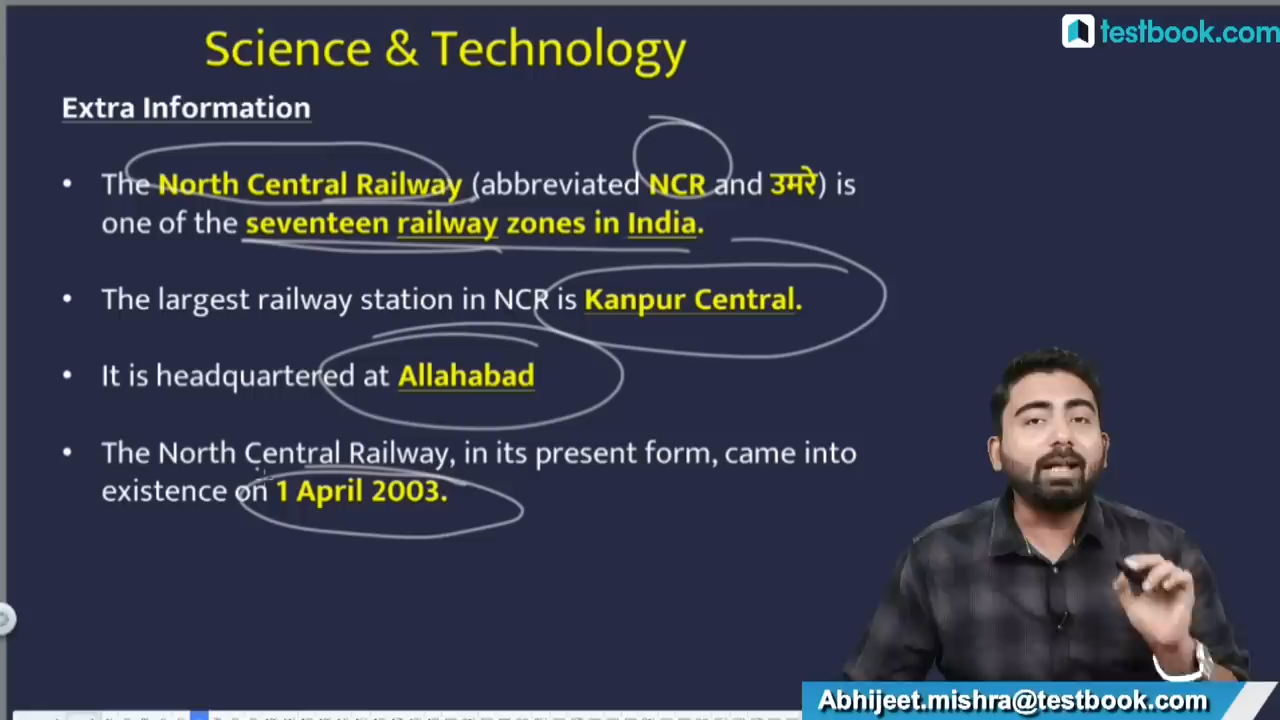 Science & Technology
testbook.com
Extra Information
• The North Central Railway (abbreviated NCR and उमरे) is
one of the seventeen railway zones in India.
• The largest railway station in NCR is Kanpur Central.
• It is headquartered at Allahabad
• The North Central Railway, in its present form, came into
existence on 1 April 2003.
Abhijeet.mishra@testbook.com